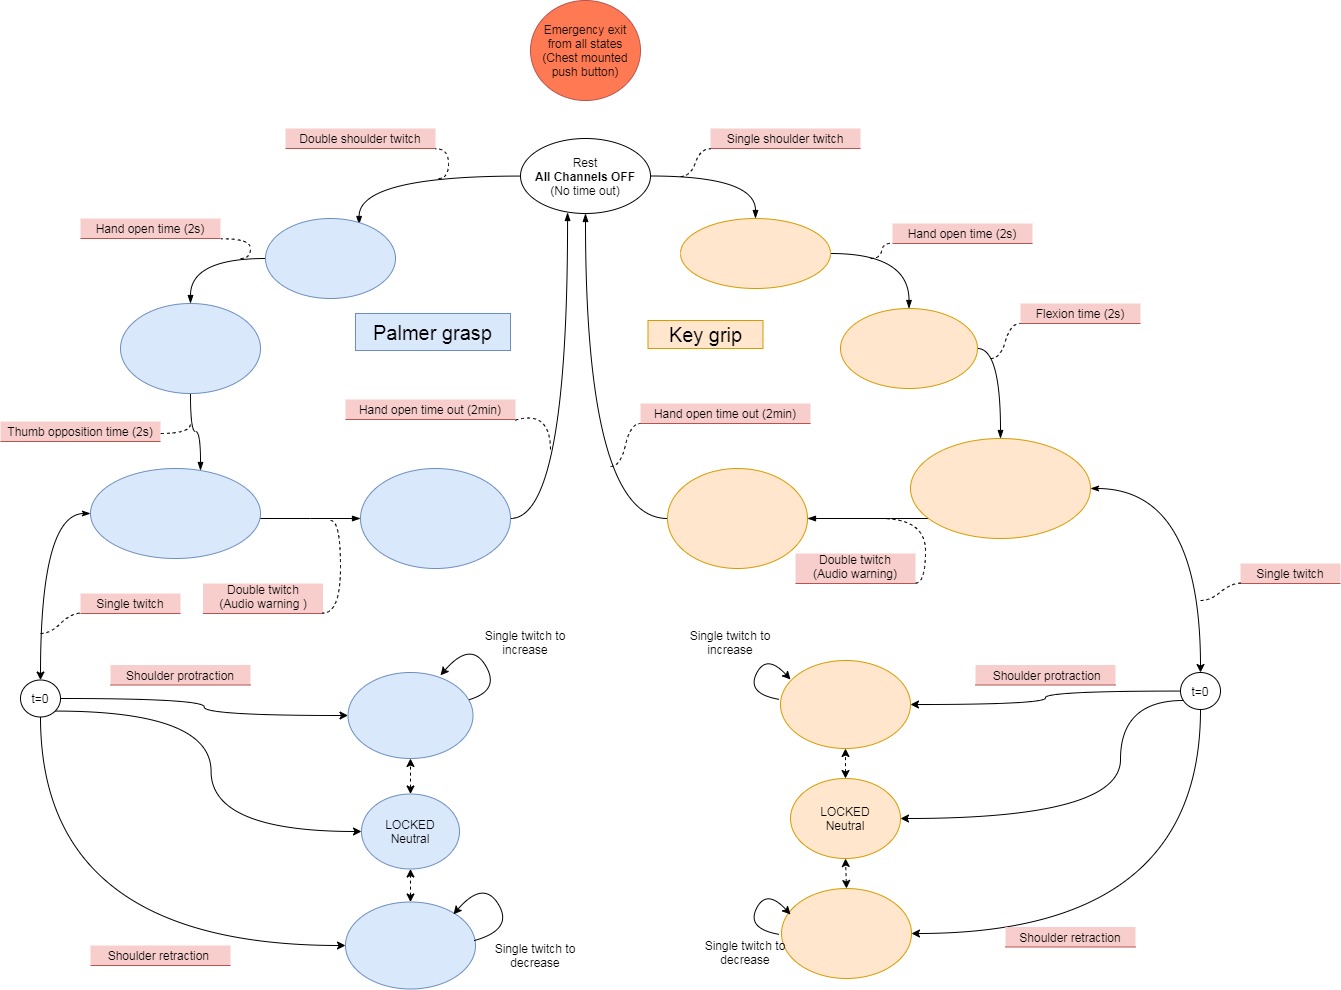 Emergency exit
from all states
(Chest mounted
push button)
Double shoulder twitch
Single shoulder twitch
Rest
All Channels OFF
(No time out)
Hand open time (2s)
Hand open time (2s)
Flexion time (2s)
Palmer grasp
Key grip
Hand open time out (2min)
Hand open time out (2min)
Thumb opposition time (2s)
Double twitch
(Audio warning)
Single twitch
Double twitch
(Audio warning )
Single twitch
Single twitch to
increase
Single twitch to
increase
Shoulder protraction
Shoulder protraction
t=0
t=0
LOCKED
Neutral
LOCKED
Neutral
Shoulder retraction
Single twitch to
decrease
Single twitch to
decrease
Shoulder retraction